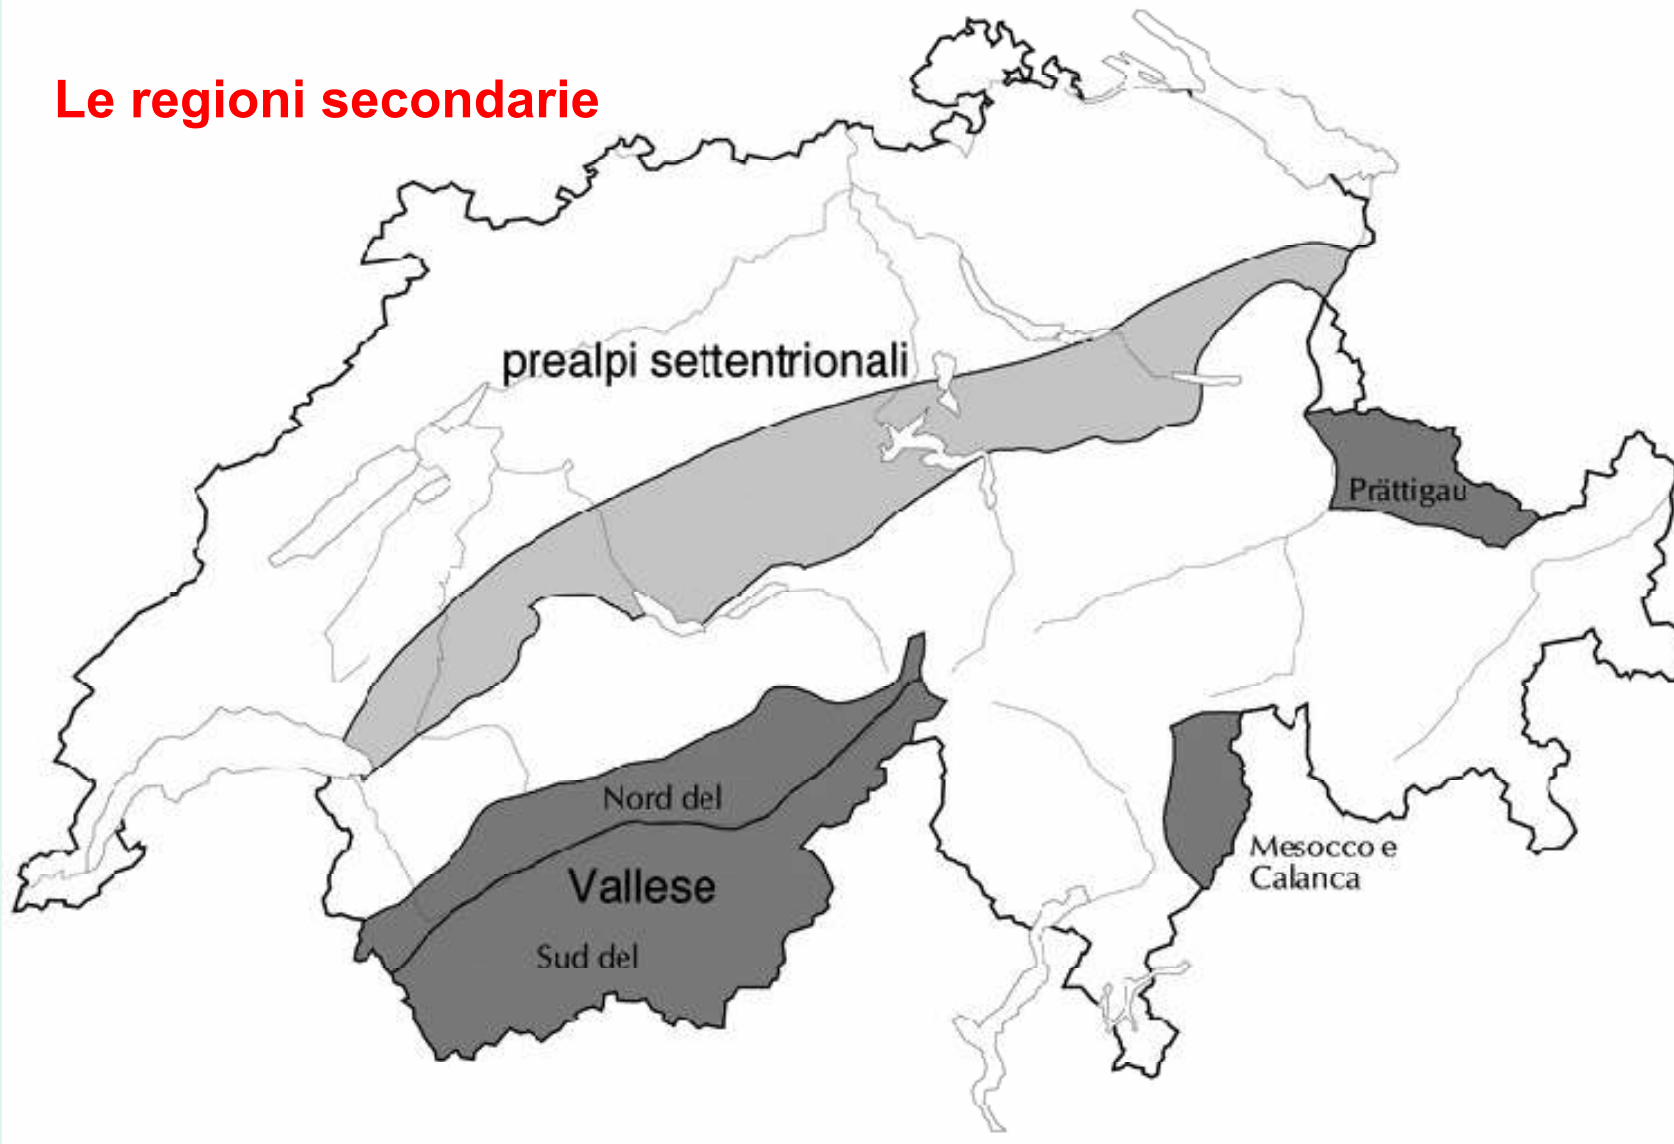 Le regioni secondarie
prealpi settentrionali
Prättigau
Nord del
Vallese
Sud del
Mesocco e
Calanca